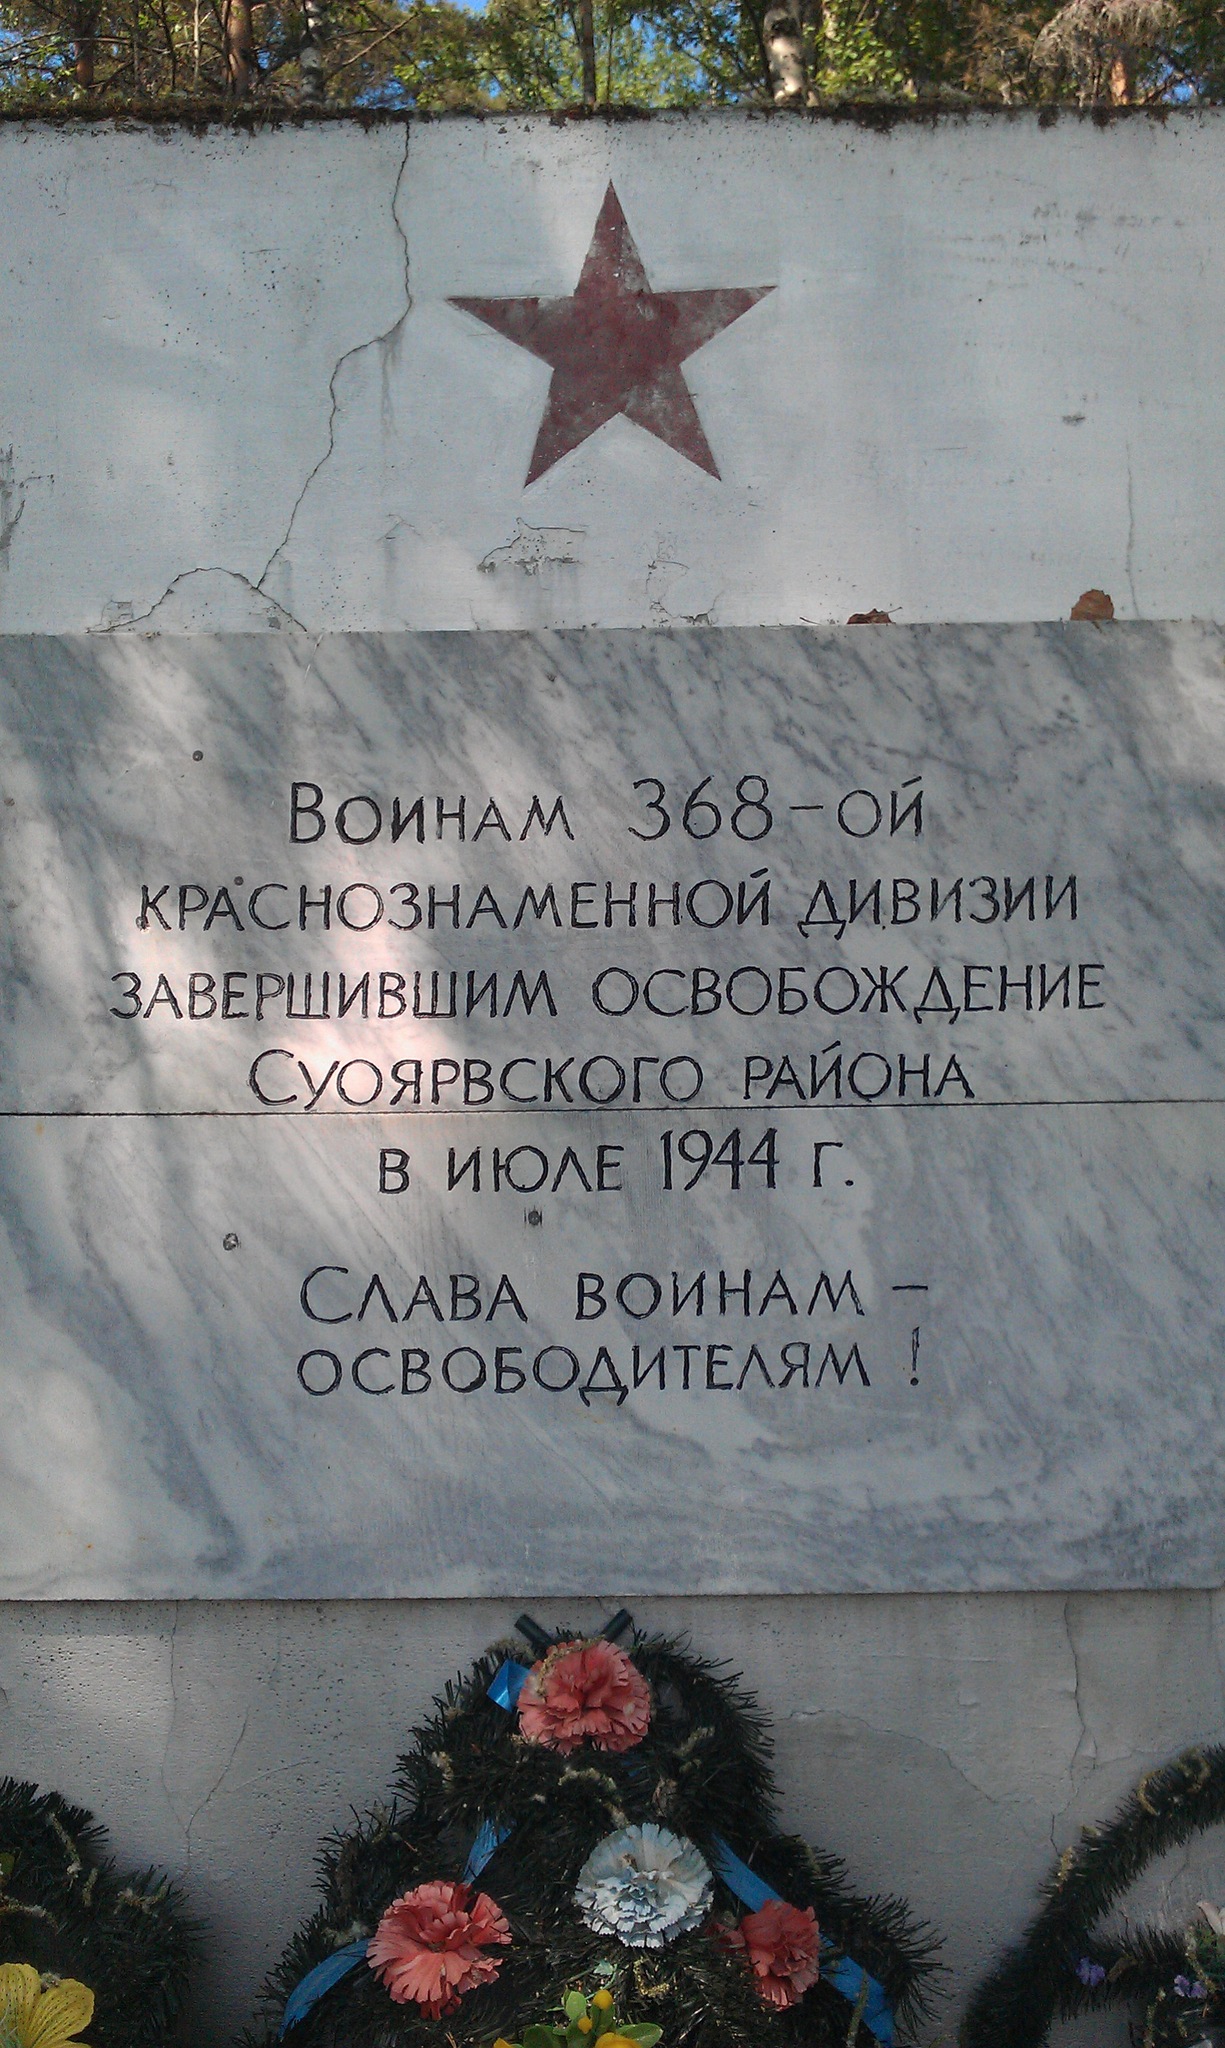 Воинам 368-ой
краснознаменной дивизии
завершившим освобождение
Суоярвского района
в июле 1944 г.
Слава воинам -
освободителям !